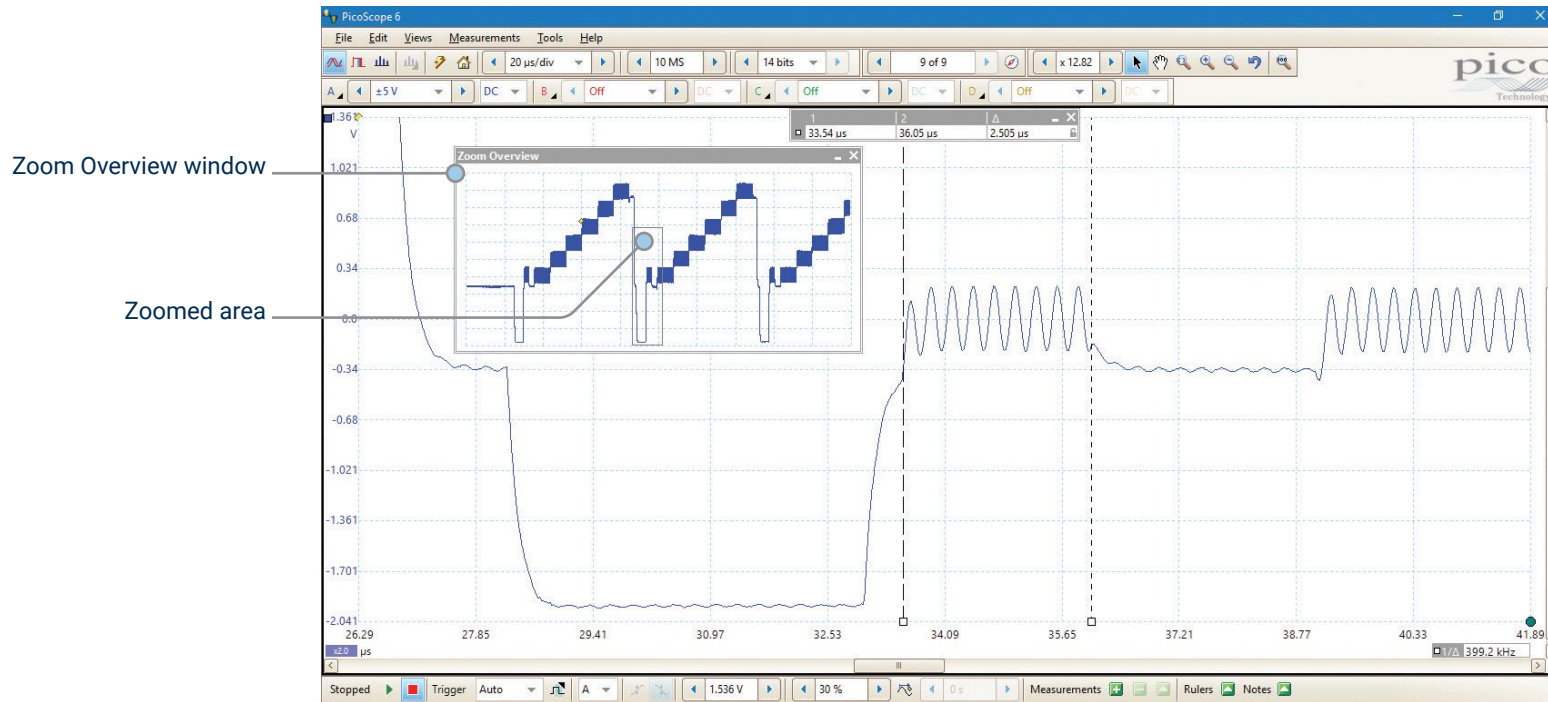 PicoScope 6
File Edit Views Measurements Tools Help
20 µs/div 10 MS 14 bits 9 of 9 x 12.82
pico
Technology
A ±5 V DC B Off DC C Off DC D Off DC
1.361
V
1 2 Δ
33.54 µs 36.05 µs 2.505 µs
Zoom Overview
Zoom Overview window
1.021
0.68
0.34
Zoomed area
0.0
-0.34
-0.68
-1.021
-1.361
-1.701
-2.041
26.29 27.85 29.41 30.97 32.53 34.09 35.65 37.21 38.77 40.33 41.89
x2.0 µs
1/Δ 399.2 kHz
Stopped Trigger Auto A 1.536 V 30 % 0 s Measurements Rulers Notes